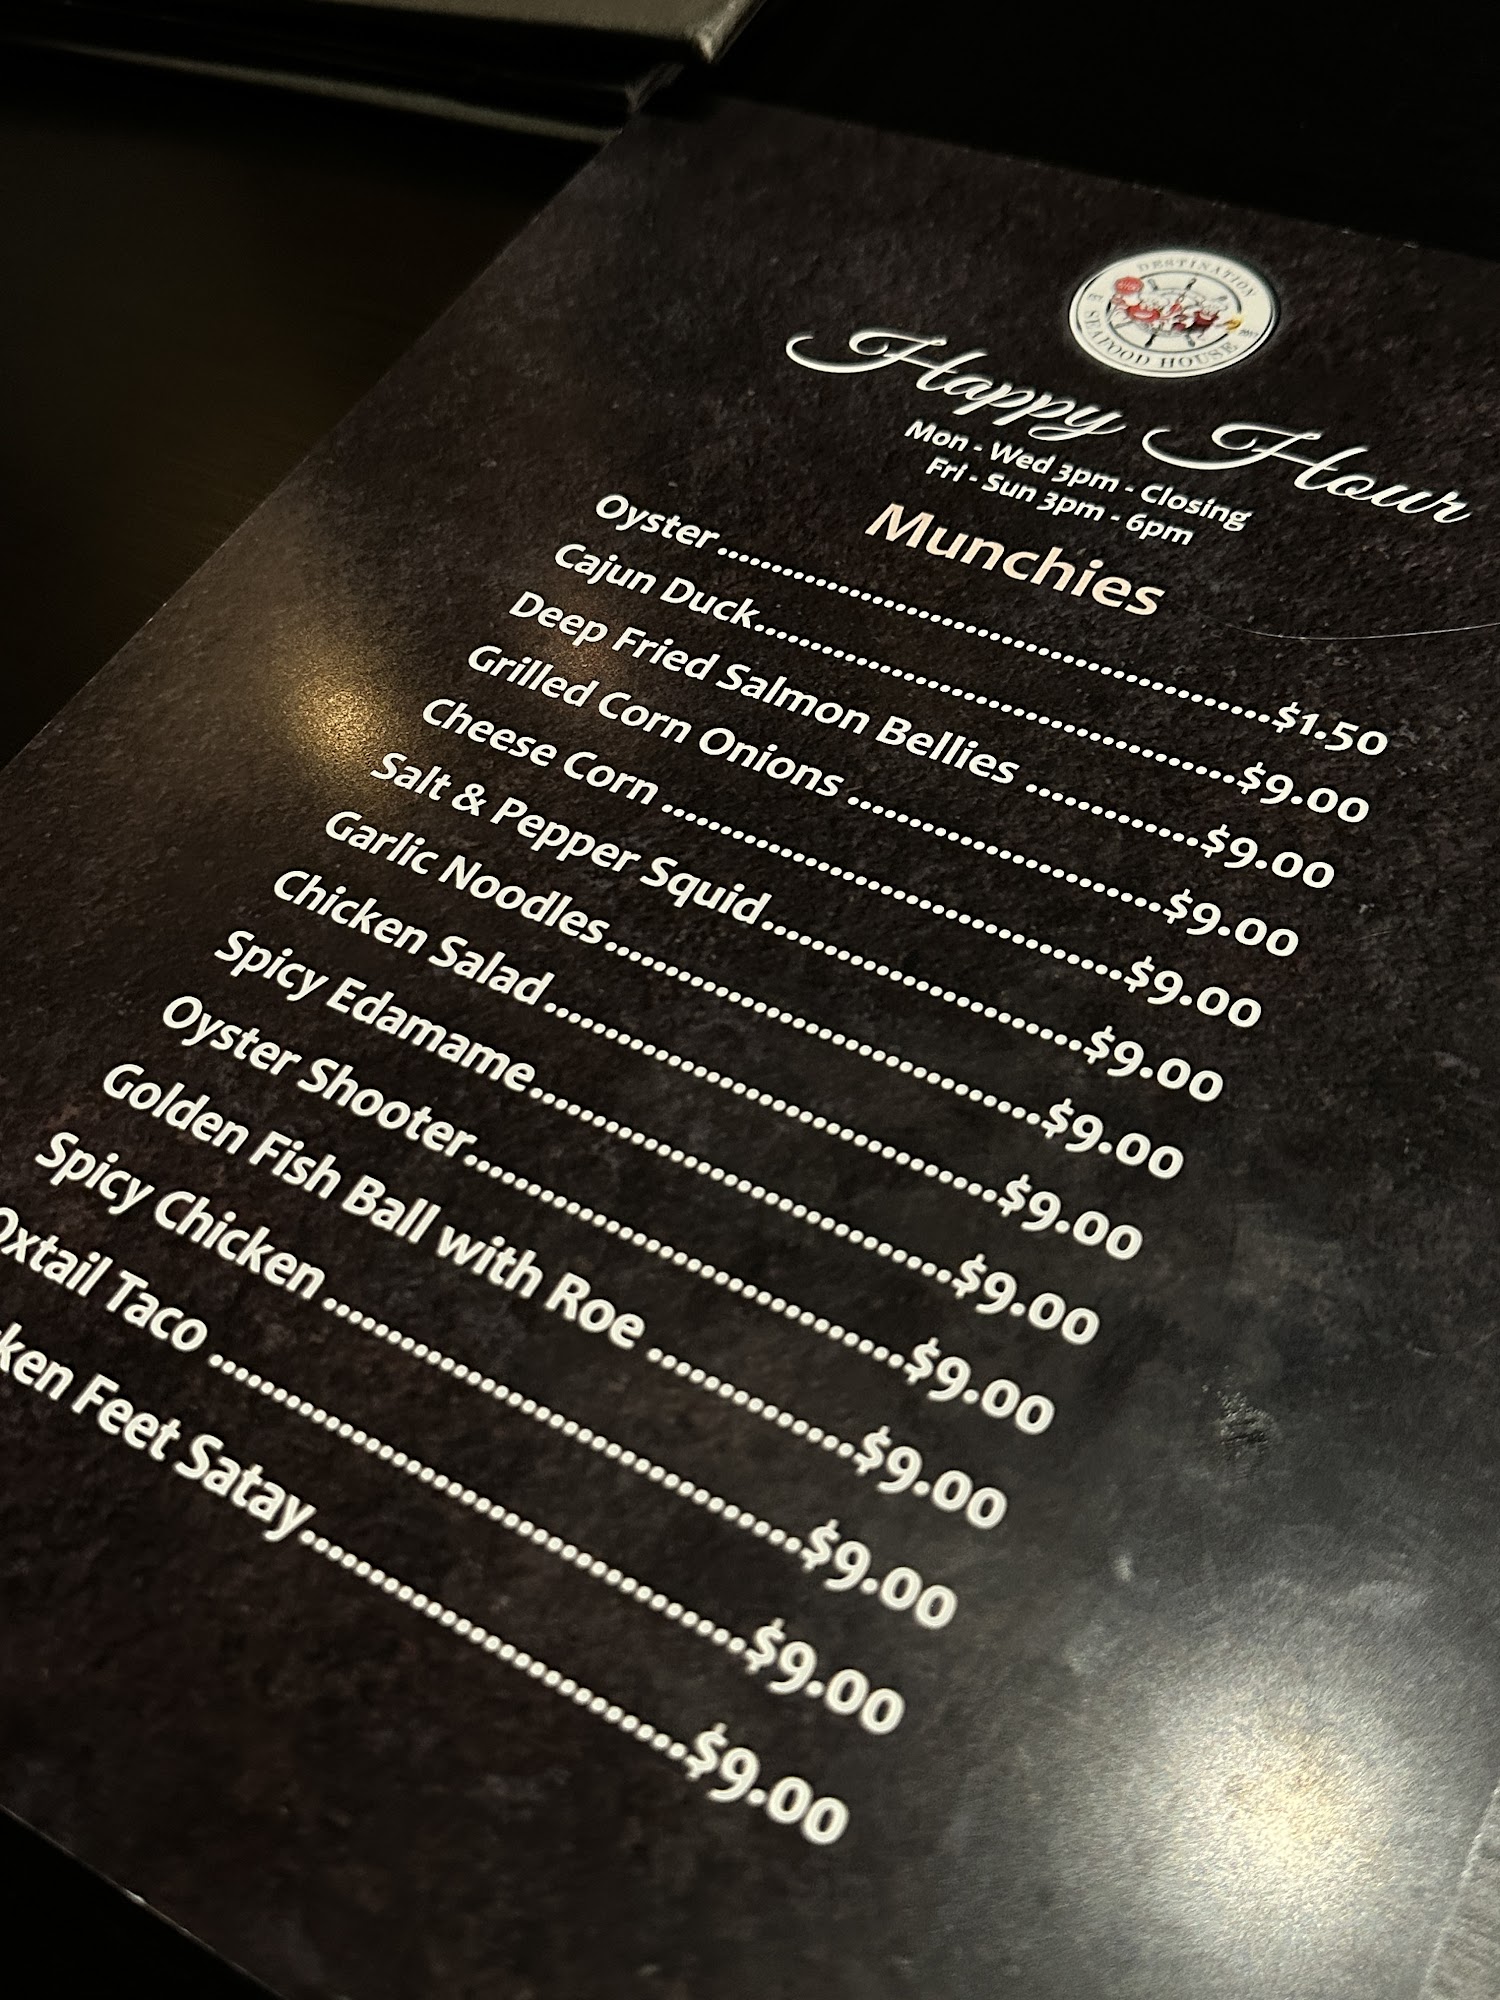 DESTINATION
E SEAFOOD HOUSE
Happy Hour
Mon - Wed 3pm - Closing
Fri - Sun 3pm - 6pm
Munchies
Oyster........................................$1.50
Cajun Duck........................................$9.00
Deep Fried Salmon Bellies ..............$9.00
Grilled Corn Onions ..........................$9.00
Cheese Corn ........................................$9.00
Salt & Pepper Squid..........................$9.00
Garlic Noodles...................................$9.00
Chicken Salad.....................................$9.00
Spicy Edamame..................................$9.00
Oyster Shooter...................................$9.00
Golden Fish Ball with Roe ................$9.00
Spicy Chicken .....................................$9.00
Oxtail Taco .........................................$9.00
ken Feet Satay..............................$9.00